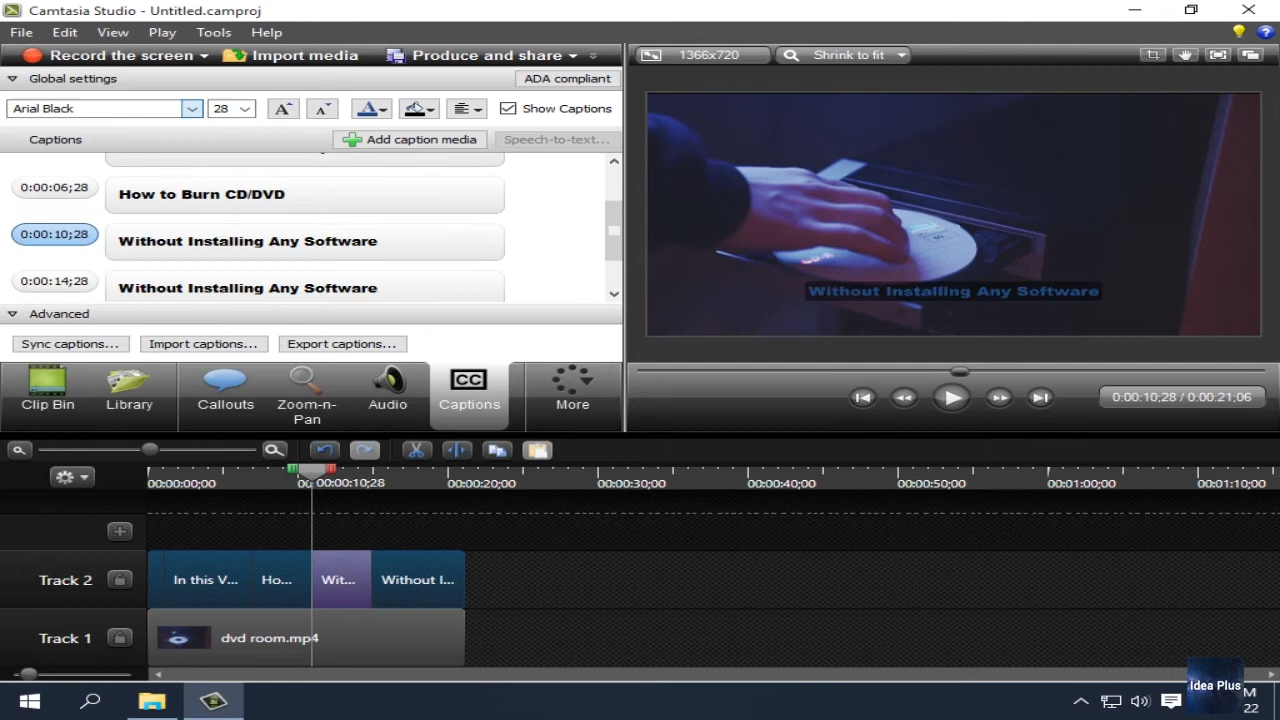 Camtasia Studio - Untitled.camproj
File Edit View Play Tools Help
Record the screen Import media Produce and share 1366x720 Shrink to fit
Global settings ADA compliant
Arial Black 28 Show Captions
Captions Add caption media Speech-to-text...
0:00:06;28 How to Burn CD/DVD
0:00:10;28 Without Installing Any Software
0:00:14;28 Without Installing Any Software
Without Installing Any Software
Advanced
Sync captions... Import captions... Export captions...
CC
Clip Bin Library Callouts Zoom-n-Pan Audio Captions More
0:00:10;28 / 0:00:21;06
00:00:00;00 00:00:10;28 00:00:20;00 00:00:30;00 00:00:40;00 00:00:50;00 00:01:00;00 00:01:10;00
Track 2 In this V... Ho... Wit... Without I...
Track 1 dvd room.mp4
Idea Plus
M
22